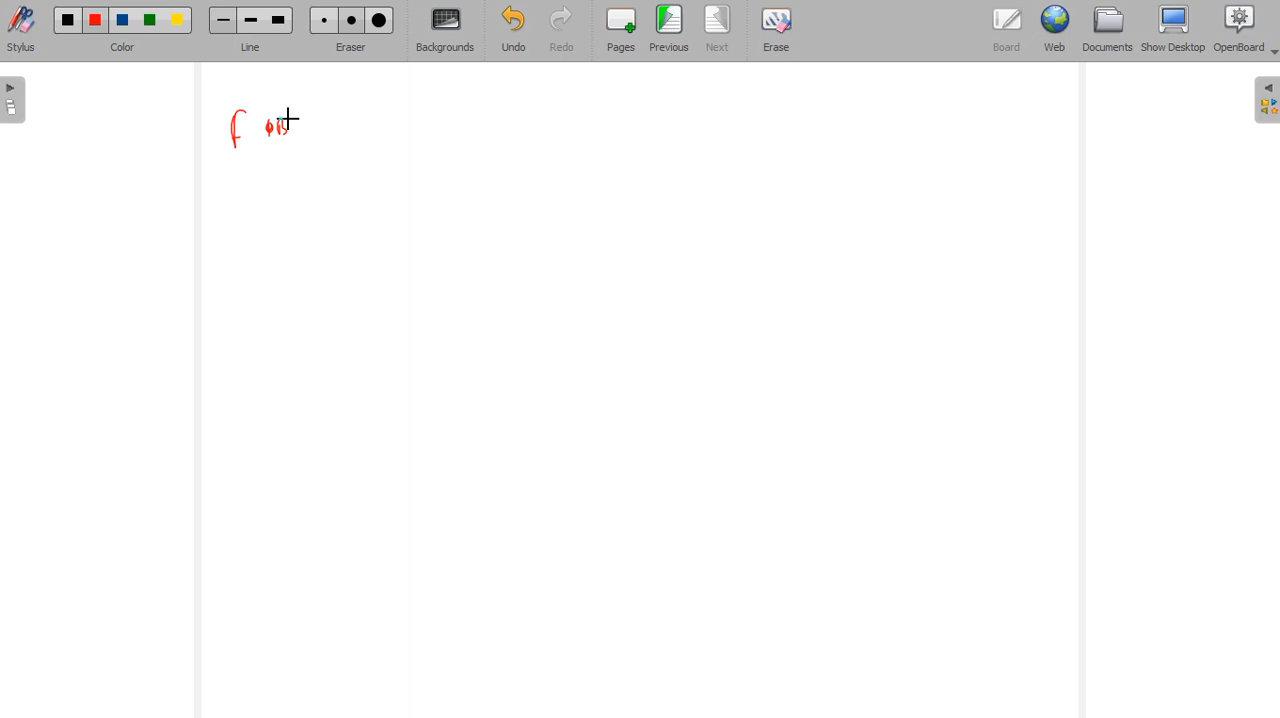 Stylus
Color
Line
Eraser
Backgrounds
Undo
Redo
Pages
Previous
Next
Erase
Board
Web
Documents
Show Desktop
OpenBoard
f